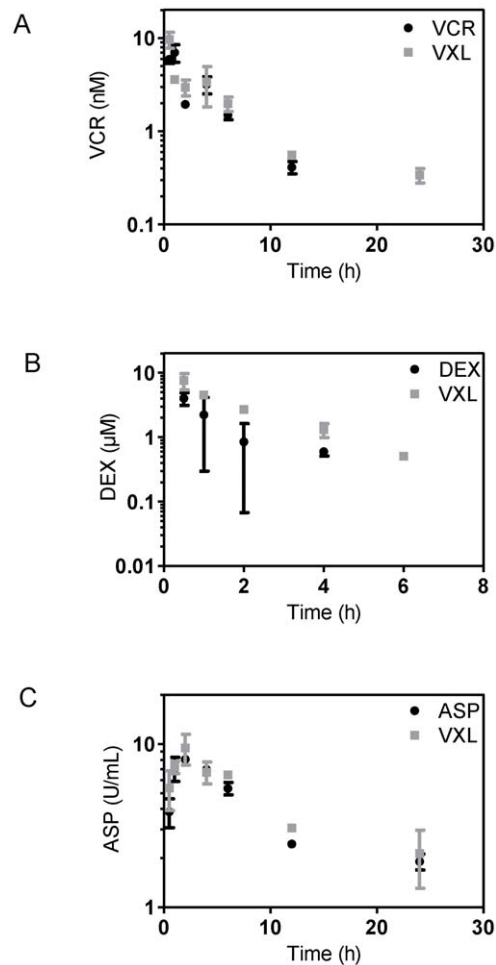 A
VCR (nM)
10
1
0.1
VCR
VXL
0 10 20 30
Time (h)
B
DEX (µM)
10
1
0.1
0.01
DEX
VXL
0 2 4 6 8
Time (h)
C
ASP (U/mL)
10
1
ASP
VXL
0 10 20 30
Time (h)